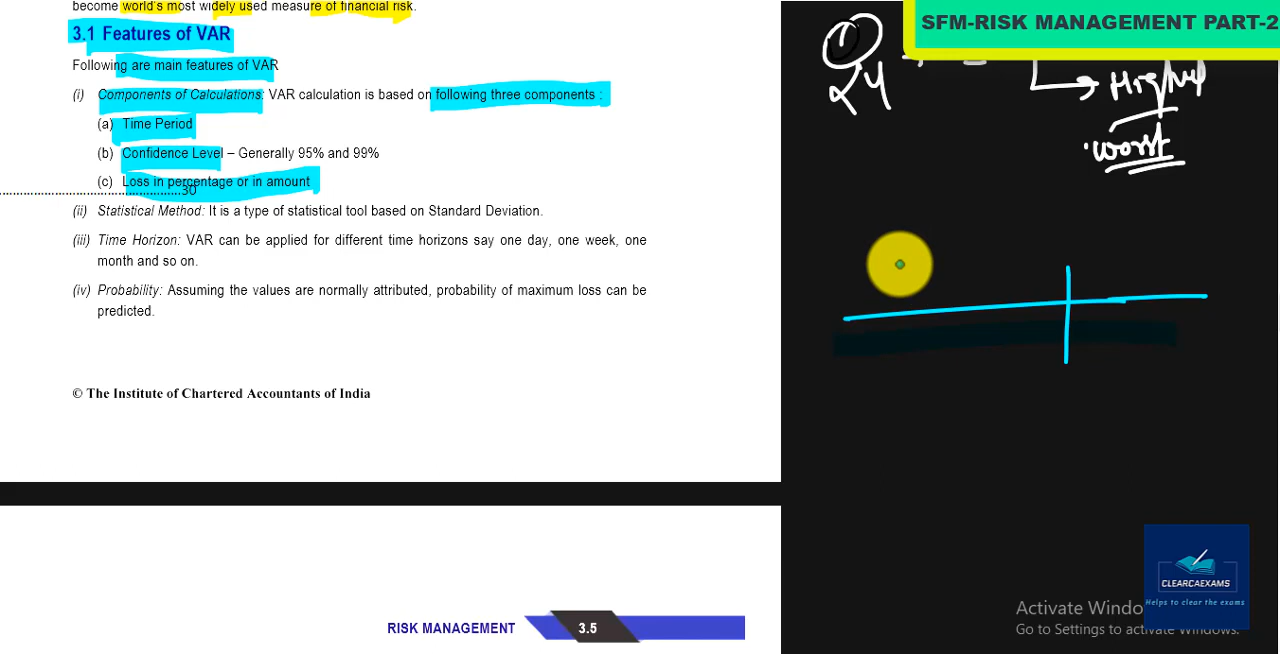 become world's most widely used measure of financial risk.
3.1 Features of VAR
Following are main features of VAR
(i) Components of Calculations: VAR calculation is based on following three components :
(a) Time Period
(b) Confidence Level – Generally 95% and 99%
(c) Loss in percentage or in amount
30
(ii) Statistical Method: It is a type of statistical tool based on Standard Deviation.
(iii) Time Horizon: VAR can be applied for different time horizons say one day, one week, one
month and so on.
(iv) Probability: Assuming the values are normally attributed, probability of maximum loss can be
predicted.
© The Institute of Chartered Accountants of India
RISK MANAGEMENT 3.5
SFM-RISK MANAGEMENT PART-2
24
Highest
worst
CLEARCAEXAMS
Helps to clear the exams
Activate Windo
Go to Settings to activate Windows.